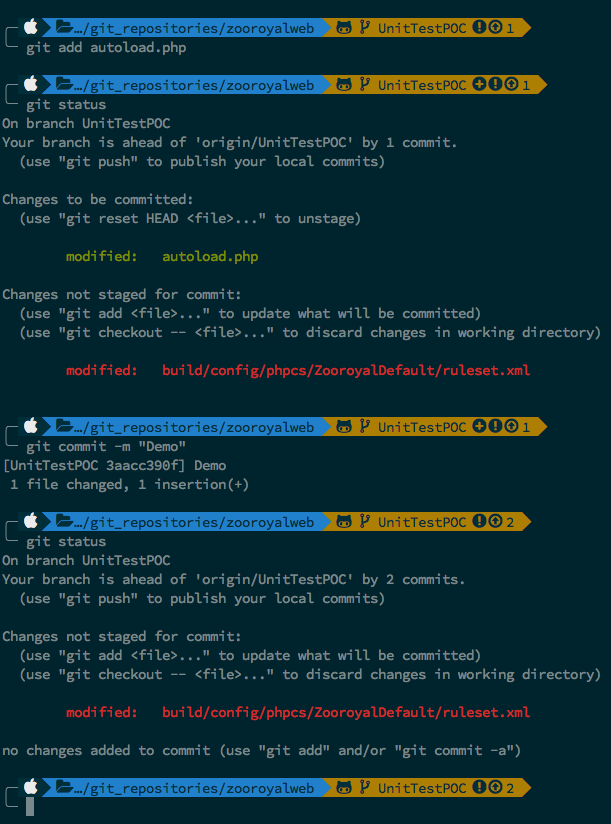 …/git_repositories/zooroyalweb UnitTestPOC 1
git add autoload.php
…/git_repositories/zooroyalweb UnitTestPOC 1
git status
On branch UnitTestPOC
Your branch is ahead of 'origin/UnitTestPOC' by 1 commit.
(use "git push" to publish your local commits)
Changes to be committed:
(use "git reset HEAD <file>..." to unstage)
modified: autoload.php
Changes not staged for commit:
(use "git add <file>..." to update what will be committed)
(use "git checkout -- <file>..." to discard changes in working directory)
modified: build/config/phpcs/ZooroyalDefault/ruleset.xml
…/git_repositories/zooroyalweb UnitTestPOC 1
git commit -m "Demo"
[UnitTestPOC 3aacc390f] Demo
1 file changed, 1 insertion(+)
…/git_repositories/zooroyalweb UnitTestPOC 2
git status
On branch UnitTestPOC
Your branch is ahead of 'origin/UnitTestPOC' by 2 commits.
(use "git push" to publish your local commits)
Changes not staged for commit:
(use "git add <file>..." to update what will be committed)
(use "git checkout -- <file>..." to discard changes in working directory)
modified: build/config/phpcs/ZooroyalDefault/ruleset.xml
no changes added to commit (use "git add" and/or "git commit -a")
…/git_repositories/zooroyalweb UnitTestPOC 2